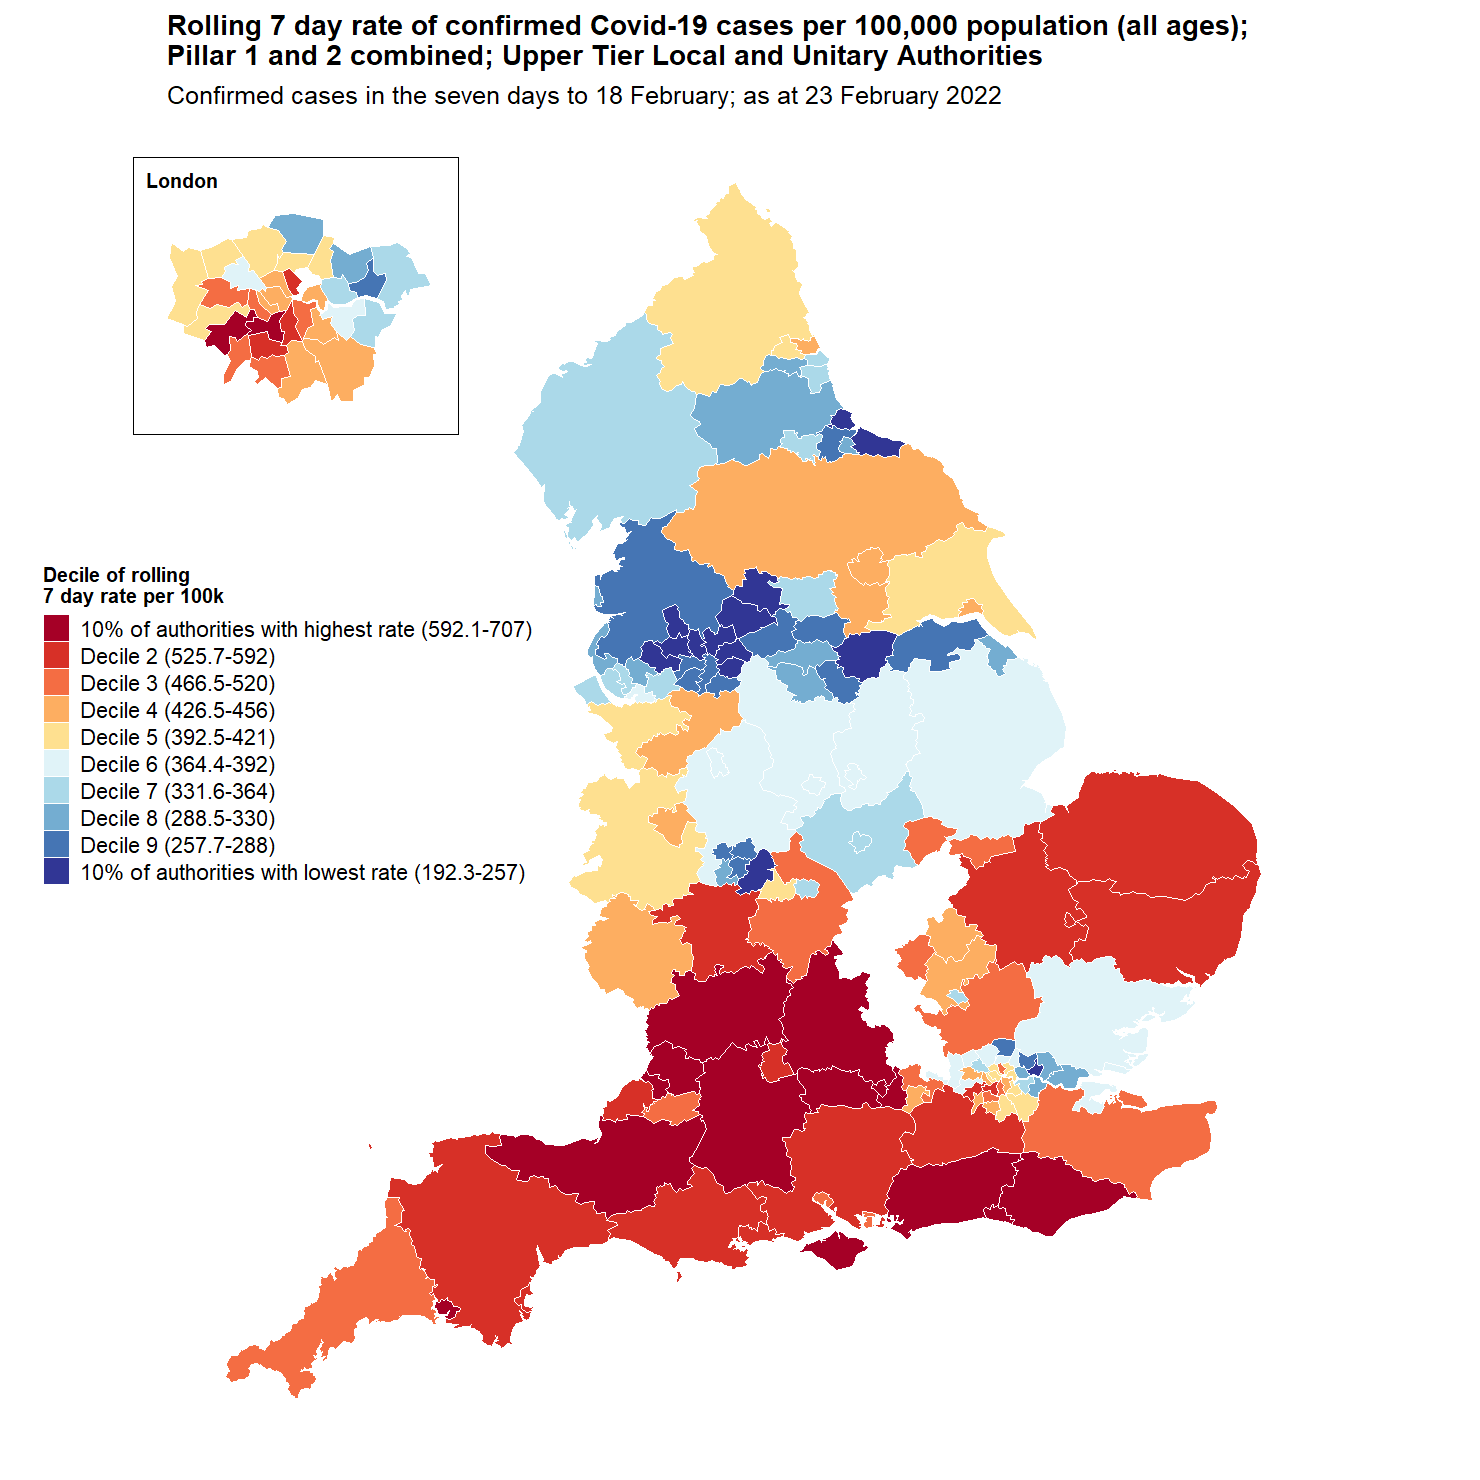 Rolling 7 day rate of confirmed Covid-19 cases per 100,000 population (all ages);
Pillar 1 and 2 combined; Upper Tier Local and Unitary Authorities
Confirmed cases in the seven days to 18 February; as at 23 February 2022
London
Decile of rolling
7 day rate per 100k
10% of authorities with highest rate (592.1-707)
Decile 2 (525.7-592)
Decile 3 (466.5-520)
Decile 4 (426.5-456)
Decile 5 (392.5-421)
Decile 6 (364.4-392)
Decile 7 (331.6-364)
Decile 8 (288.5-330)
Decile 9 (257.7-288)
10% of authorities with lowest rate (192.3-257)